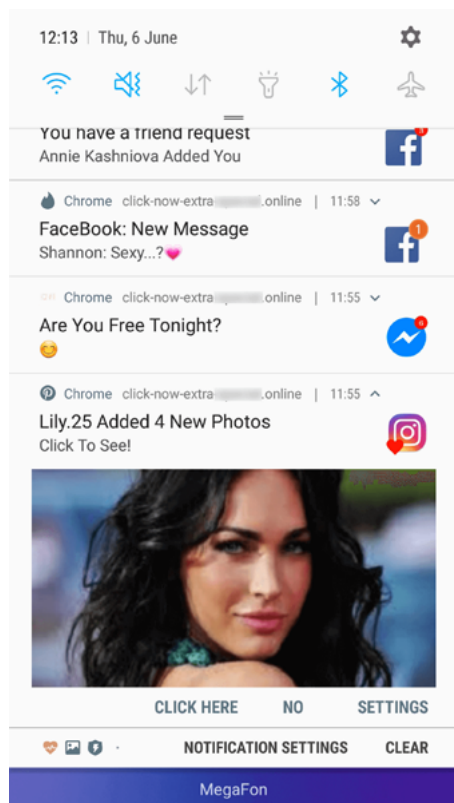 12:13 | Thu, 6 June
You have a friend request
Annie Kashniova Added You
Chrome click-now-extra .online | 11:58
FaceBook: New Message
1
Shannon: Sexy...?💗
Chrome click-now-extra .online | 11:55
Are You Free Tonight?
😊
Chrome click-now-extra .online | 11:55
Lily.25 Added 4 New Photos
Click To See!
CLICK HERE NO SETTINGS
NOTIFICATION SETTINGS CLEAR
MegaFon